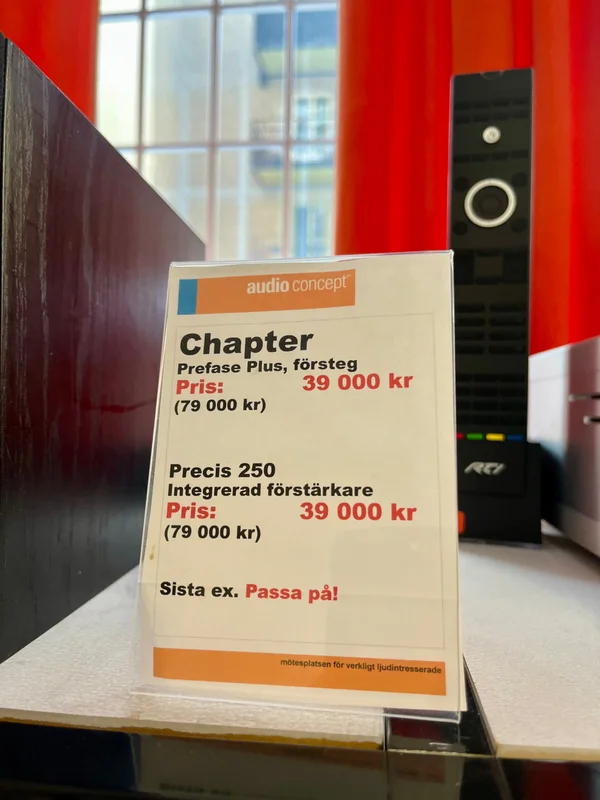 audio concept
Chapter
Prefase Plus, försteg
Pris: 39 000 kr
(79 000 kr)
Precis 250
Integrerad förstärkare
Pris: 39 000 kr
(79 000 kr)
Sista ex. Passa på!
mötesplatsen för verkligt ljudintresserade
RTI